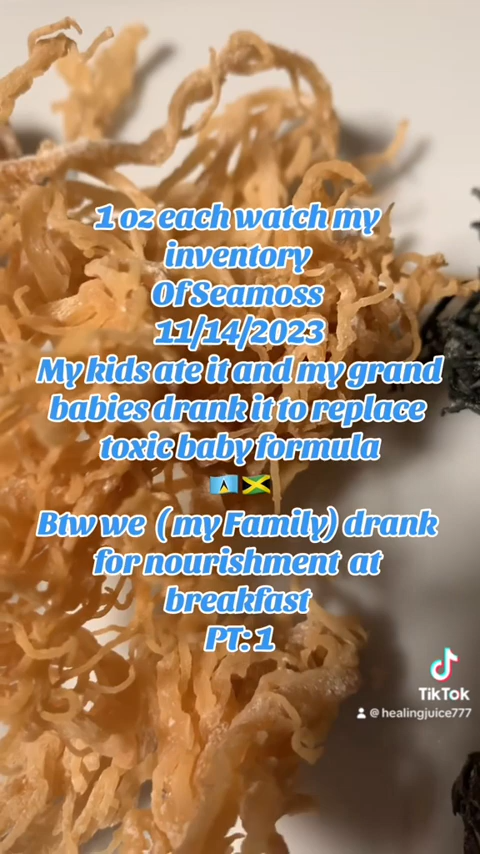 1 oz each watch my
inventory
Of Seamoss
11/14/2023
My kids ate it and my grand
babies drank it to replace
toxic baby formula
🇱🇨🇯🇲
Btw we ( my Family) drank
for nourishment at
breakfast
PT: 1
TikTok
@healingjuice777